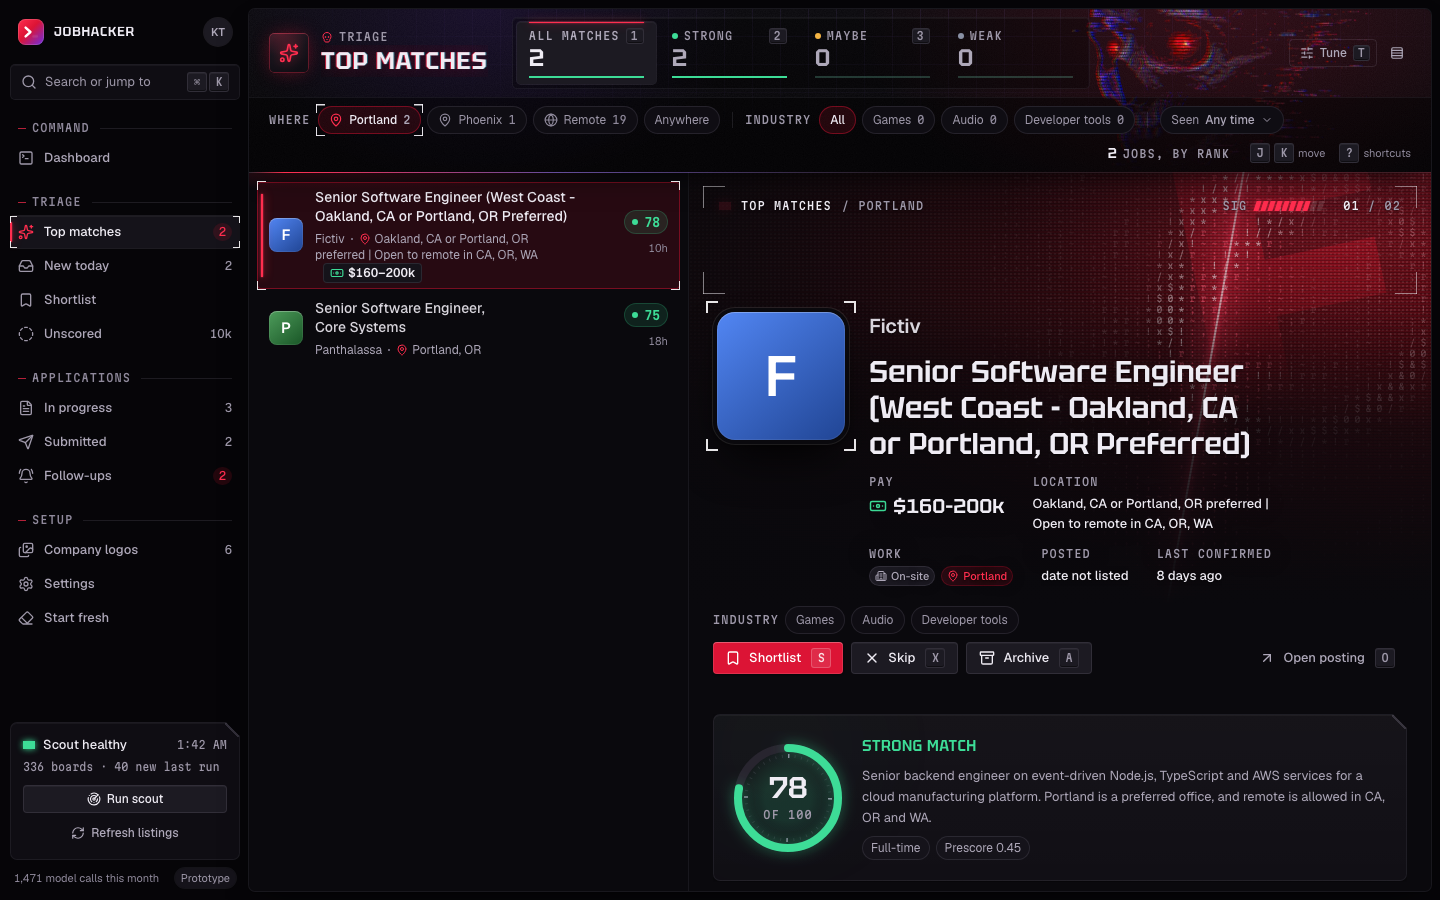 JOBHACKER
KT
Search or jump to
⌘ K
COMMAND
Dashboard
TRIAGE
Top matches 2
New today 2
Shortlist
Unscored 10k
APPLICATIONS
In progress 3
Submitted 2
Follow-ups 2
SETUP
Company logos 6
Settings
Start fresh
Scout healthy 1:42 AM
336 boards · 40 new last run
Run scout
Refresh listings
1,471 model calls this month Prototype
TRIAGE
TOP MATCHES
ALL MATCHES 1
2
STRONG 2
2
MAYBE 3
0
WEAK
0
Tune T
WHERE Portland 2 Phoenix 1 Remote 19 Anywhere INDUSTRY All Games 0 Audio 0 Developer tools 0 Seen Any time
2 JOBS, BY RANK J K move ? shortcuts
F
Senior Software Engineer (West Coast -
Oakland, CA or Portland, OR Preferred)
Fictiv · Oakland, CA or Portland, OR
preferred | Open to remote in CA, OR, WA
$160–200k
78
10h
P
Senior Software Engineer,
Core Systems
Panthalassa · Portland, OR
75
18h
TOP MATCHES / PORTLAND
SIG 01 / 02
F
Fictiv
Senior Software Engineer
(West Coast - Oakland, CA
or Portland, OR Preferred)
PAY
$160-200k
LOCATION
Oakland, CA or Portland, OR preferred |
Open to remote in CA, OR, WA
WORK
On-site Portland
POSTED
date not listed
LAST CONFIRMED
8 days ago
INDUSTRY Games Audio Developer tools
Shortlist S Skip X Archive A Open posting O
78
OF 100
STRONG MATCH
Senior backend engineer on event-driven Node.js, TypeScript and AWS services for a
cloud manufacturing platform. Portland is a preferred office, and remote is allowed in CA,
OR and WA.
Full-time Prescore 0.45